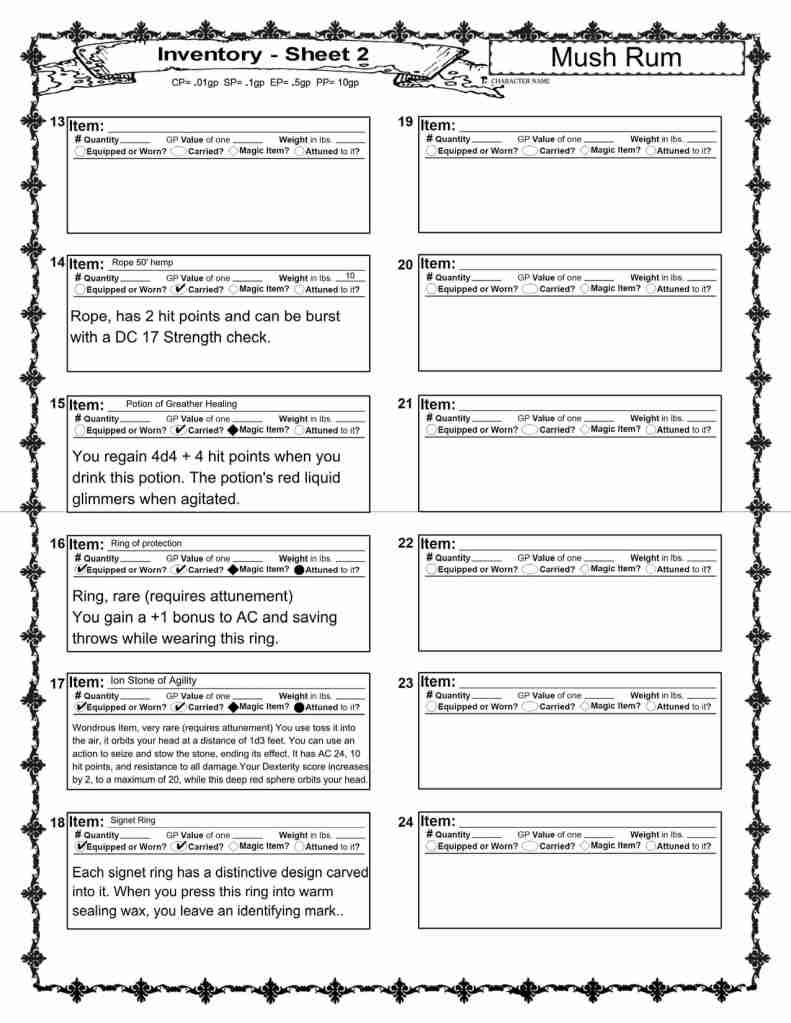 Inventory - Sheet 2
Mush Rum
CP= .01gp SP= .1gp EP= .5gp PP= 10gp
CHARACTER NAME
13 Item:
# Quantity GP Value of one Weight in lbs.
Equipped or Worn? Carried? Magic Item? Attuned to it?
14 Item: Rope 50' hemp
# Quantity GP Value of one Weight in lbs. 10
Equipped or Worn? Carried? Magic Item? Attuned to it?
Rope, has 2 hit points and can be burst
with a DC 17 Strength check.
15 Item: Potion of Greather Healing
# Quantity GP Value of one Weight in lbs.
Equipped or Worn? Carried? Magic Item? Attuned to it?
You regain 4d4 + 4 hit points when you
drink this potion. The potion's red liquid
glimmers when agitated.
16 Item: Ring of protection
# Quantity GP Value of one Weight in lbs.
Equipped or Worn? Carried? Magic Item? Attuned to it?
Ring, rare (requires attunement)
You gain a +1 bonus to AC and saving
throws while wearing this ring.
17 Item: Ion Stone of Agility
# Quantity GP Value of one Weight in lbs.
Equipped or Worn? Carried? Magic Item? Attuned to it?
Wondrous item, very rare (requires attunement) You use toss it into
the air, it orbits your head at a distance of 1d3 feet. You can use an
action to seize and stow the stone, ending its effect. It has AC 24, 10
hit points, and resistance to all damage.Your Dexterity score increases
by 2, to a maximum of 20, while this deep red sphere orbits your head.
18 Item: Signet Ring
# Quantity GP Value of one Weight in lbs.
Equipped or Worn? Carried? Magic Item? Attuned to it?
Each signet ring has a distinctive design carved
into it. When you press this ring into warm
sealing wax, you leave an identifying mark..
19 Item:
# Quantity GP Value of one Weight in lbs.
Equipped or Worn? Carried? Magic Item? Attuned to it?
20 Item:
# Quantity GP Value of one Weight in lbs.
Equipped or Worn? Carried? Magic Item? Attuned to it?
21 Item:
# Quantity GP Value of one Weight in lbs.
Equipped or Worn? Carried? Magic Item? Attuned to it?
22 Item:
# Quantity GP Value of one Weight in lbs.
Equipped or Worn? Carried? Magic Item? Attuned to it?
23 Item:
# Quantity GP Value of one Weight in lbs.
Equipped or Worn? Carried? Magic Item? Attuned to it?
24 Item:
# Quantity GP Value of one Weight in lbs.
Equipped or Worn? Carried? Magic Item? Attuned to it?